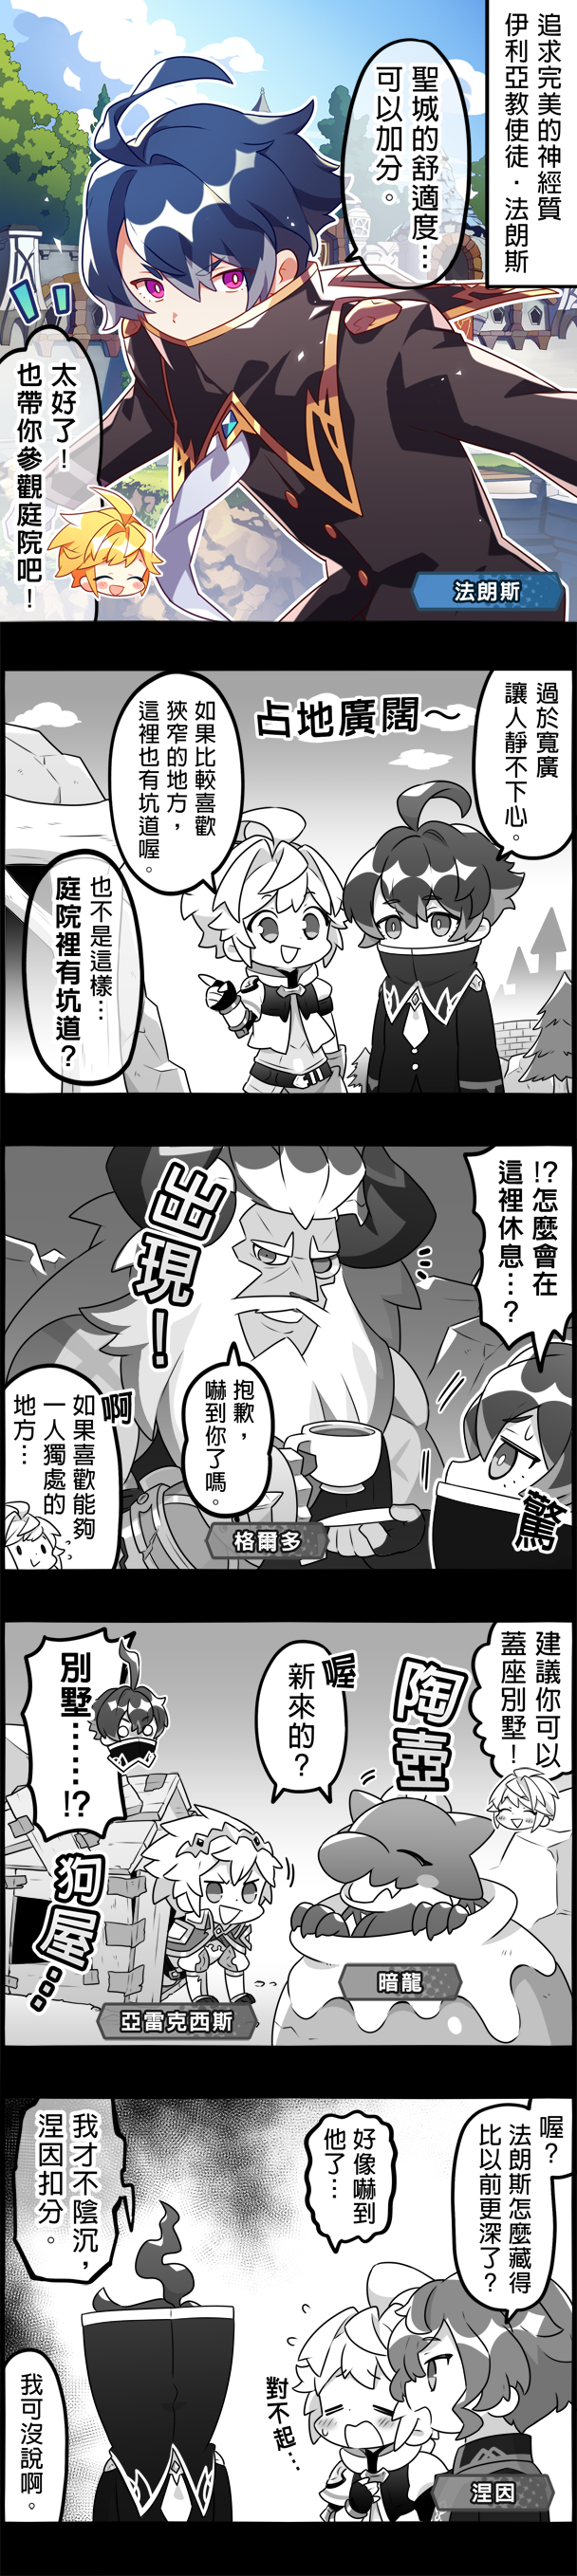 追求完美的神經質
伊利亞教使徒．法朗斯
聖城的舒適度…
可以加分。
太好了！
也帶你參觀庭院吧！
法朗斯
過於寬廣
讓人靜不下心。
占地廣闊～
如果比較喜歡
狹窄的地方，
這裡也有坑道喔。
也不是這樣…
庭院裡有坑道？
!?怎麼會在
這裡休息…？
驚
出現！
抱歉，
嚇到你了嗎。
格爾多
啊
如果喜歡能夠
一人獨處的
地方…
建議你可以
蓋座別墅！
陶壺
暗龍
喔
新來的？
亞雷克西斯
別墅……!?
狗屋…
喔？
法朗斯怎麼藏得
比以前更深了？
好像嚇到
他了…
對不起…
涅因
我才不陰沉，
涅因扣分。
我可沒說啊。